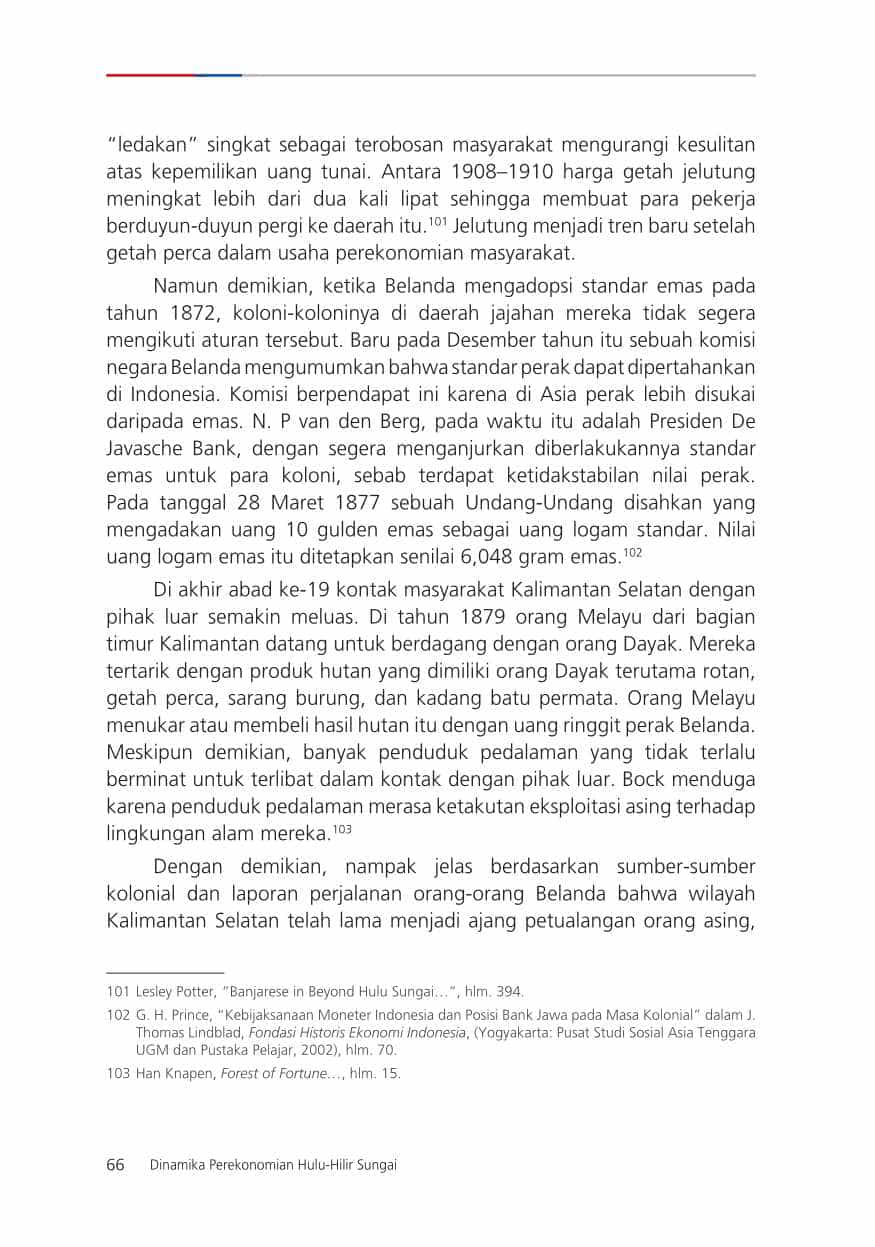 “ledakan” singkat sebagai terobosan masyarakat mengurangi kesulitan
atas kepemilikan uang tunai. Antara 1908–1910 harga getah jelutung
meningkat lebih dari dua kali lipat sehingga membuat para pekerja
berduyun-duyun pergi ke daerah itu.101 Jelutung menjadi tren baru setelah
getah perca dalam usaha perekonomian masyarakat.
Namun demikian, ketika Belanda mengadopsi standar emas pada
tahun 1872, koloni-koloninya di daerah jajahan mereka tidak segera
mengikuti aturan tersebut. Baru pada Desember tahun itu sebuah komisi
negara Belanda mengumumkan bahwa standar perak dapat dipertahankan
di Indonesia. Komisi berpendapat ini karena di Asia perak lebih disukai
daripada emas. N. P van den Berg, pada waktu itu adalah Presiden De
Javasche Bank, dengan segera menganjurkan diberlakukannya standar
emas untuk para koloni, sebab terdapat ketidakstabilan nilai perak.
Pada tanggal 28 Maret 1877 sebuah Undang-Undang disahkan yang
mengadakan uang 10 gulden emas sebagai uang logam standar. Nilai
uang logam emas itu ditetapkan senilai 6,048 gram emas.102
Di akhir abad ke-19 kontak masyarakat Kalimantan Selatan dengan
pihak luar semakin meluas. Di tahun 1879 orang Melayu dari bagian
timur Kalimantan datang untuk berdagang dengan orang Dayak. Mereka
tertarik dengan produk hutan yang dimiliki orang Dayak terutama rotan,
getah perca, sarang burung, dan kadang batu permata. Orang Melayu
menukar atau membeli hasil hutan itu dengan uang ringgit perak Belanda.
Meskipun demikian, banyak penduduk pedalaman yang tidak terlalu
berminat untuk terlibat dalam kontak dengan pihak luar. Bock menduga
karena penduduk pedalaman merasa ketakutan eksploitasi asing terhadap
lingkungan alam mereka.103
Dengan demikian, nampak jelas berdasarkan sumber-sumber
kolonial dan laporan perjalanan orang-orang Belanda bahwa wilayah
Kalimantan Selatan telah lama menjadi ajang petualangan orang asing,
101 Lesley Potter, ”Banjarese in Beyond Hulu Sungai…“, hlm. 394.
102 G. H. Prince, “Kebijaksanaan Moneter Indonesia dan Posisi Bank Jawa pada Masa Kolonial” dalam J.
Thomas Lindblad, Fondasi Historis Ekonomi Indonesia, (Yogyakarta: Pusat Studi Sosial Asia Tenggara
UGM dan Pustaka Pelajar, 2002), hlm. 70.
103 Han Knapen, Forest of Fortune…, hlm. 15.
66 Dinamika Perekonomian Hulu-Hilir Sungai